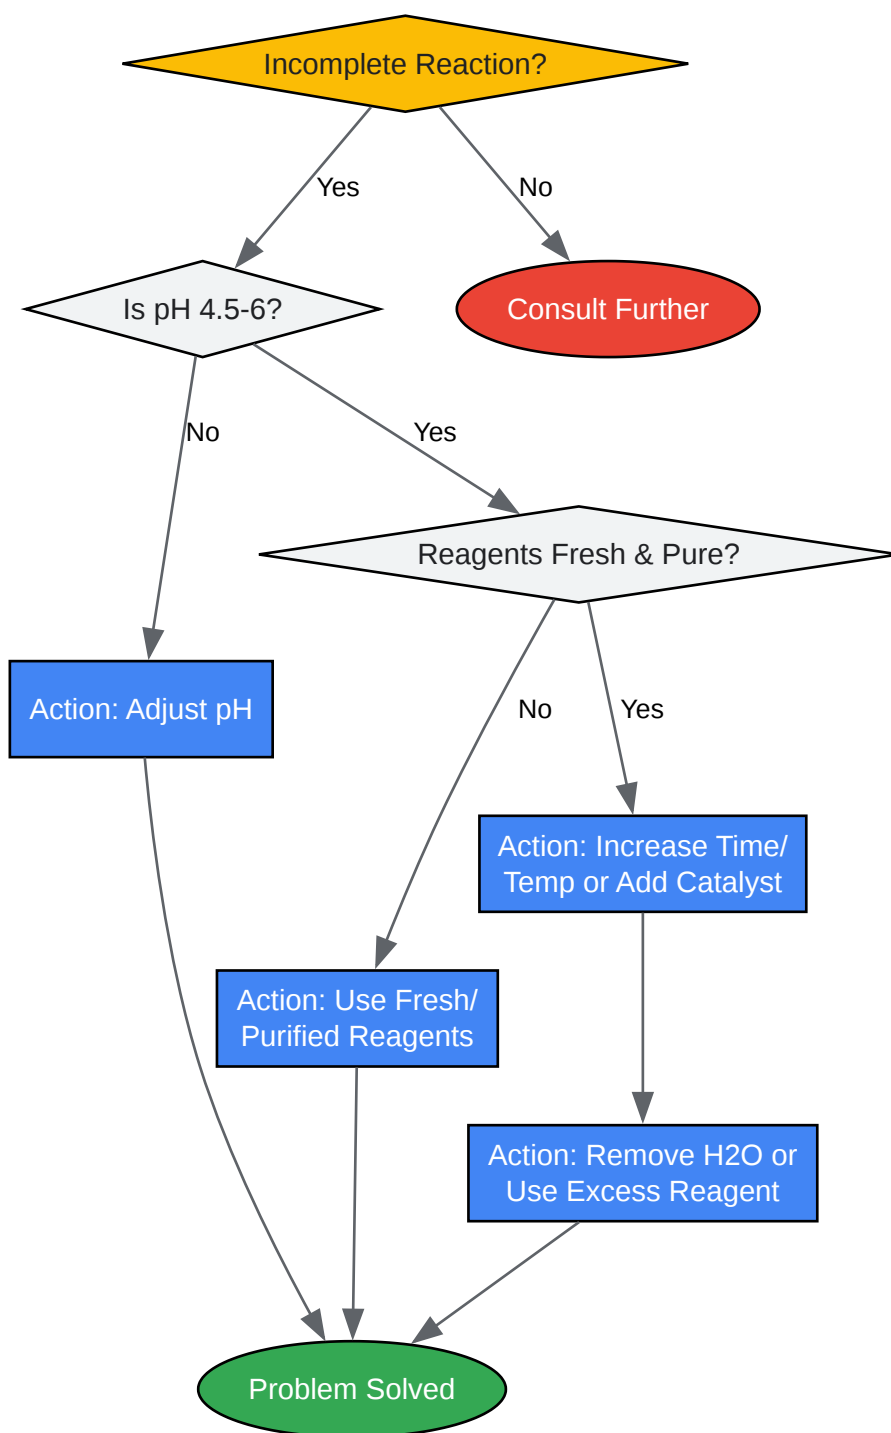 Incomplete Reaction?
Yes
No
Is pH 4.5-6?
Consult Further
No
Yes
Reagents Fresh & Pure?
Action: Adjust pH
No
Yes
Action: Increase Time/
Temp or Add Catalyst
Action: Use Fresh/
Purified Reagents
Action: Remove H2O or
Use Excess Reagent
Problem Solved